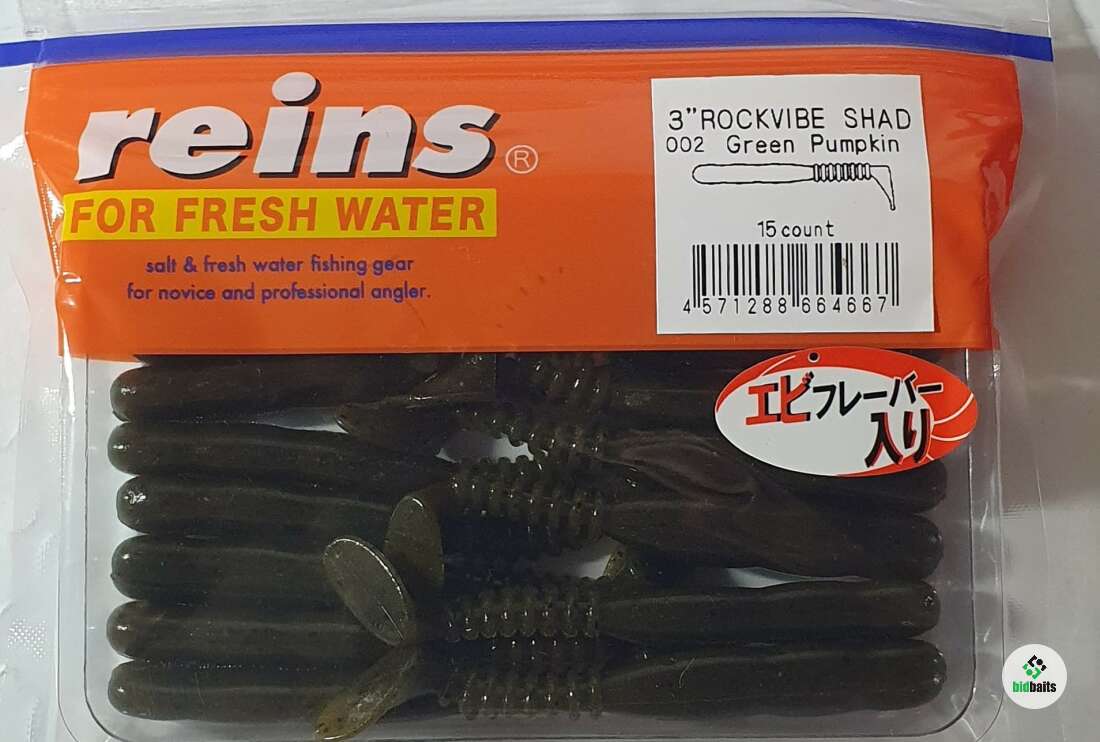 reins®
FOR FRESH WATER
salt & fresh water fishing gear
for novice and professional angler.
3"ROCKVIBE SHAD
002 Green Pumpkin
15 count
4 571288 664667
エビフレーバー
入り
bidbaits